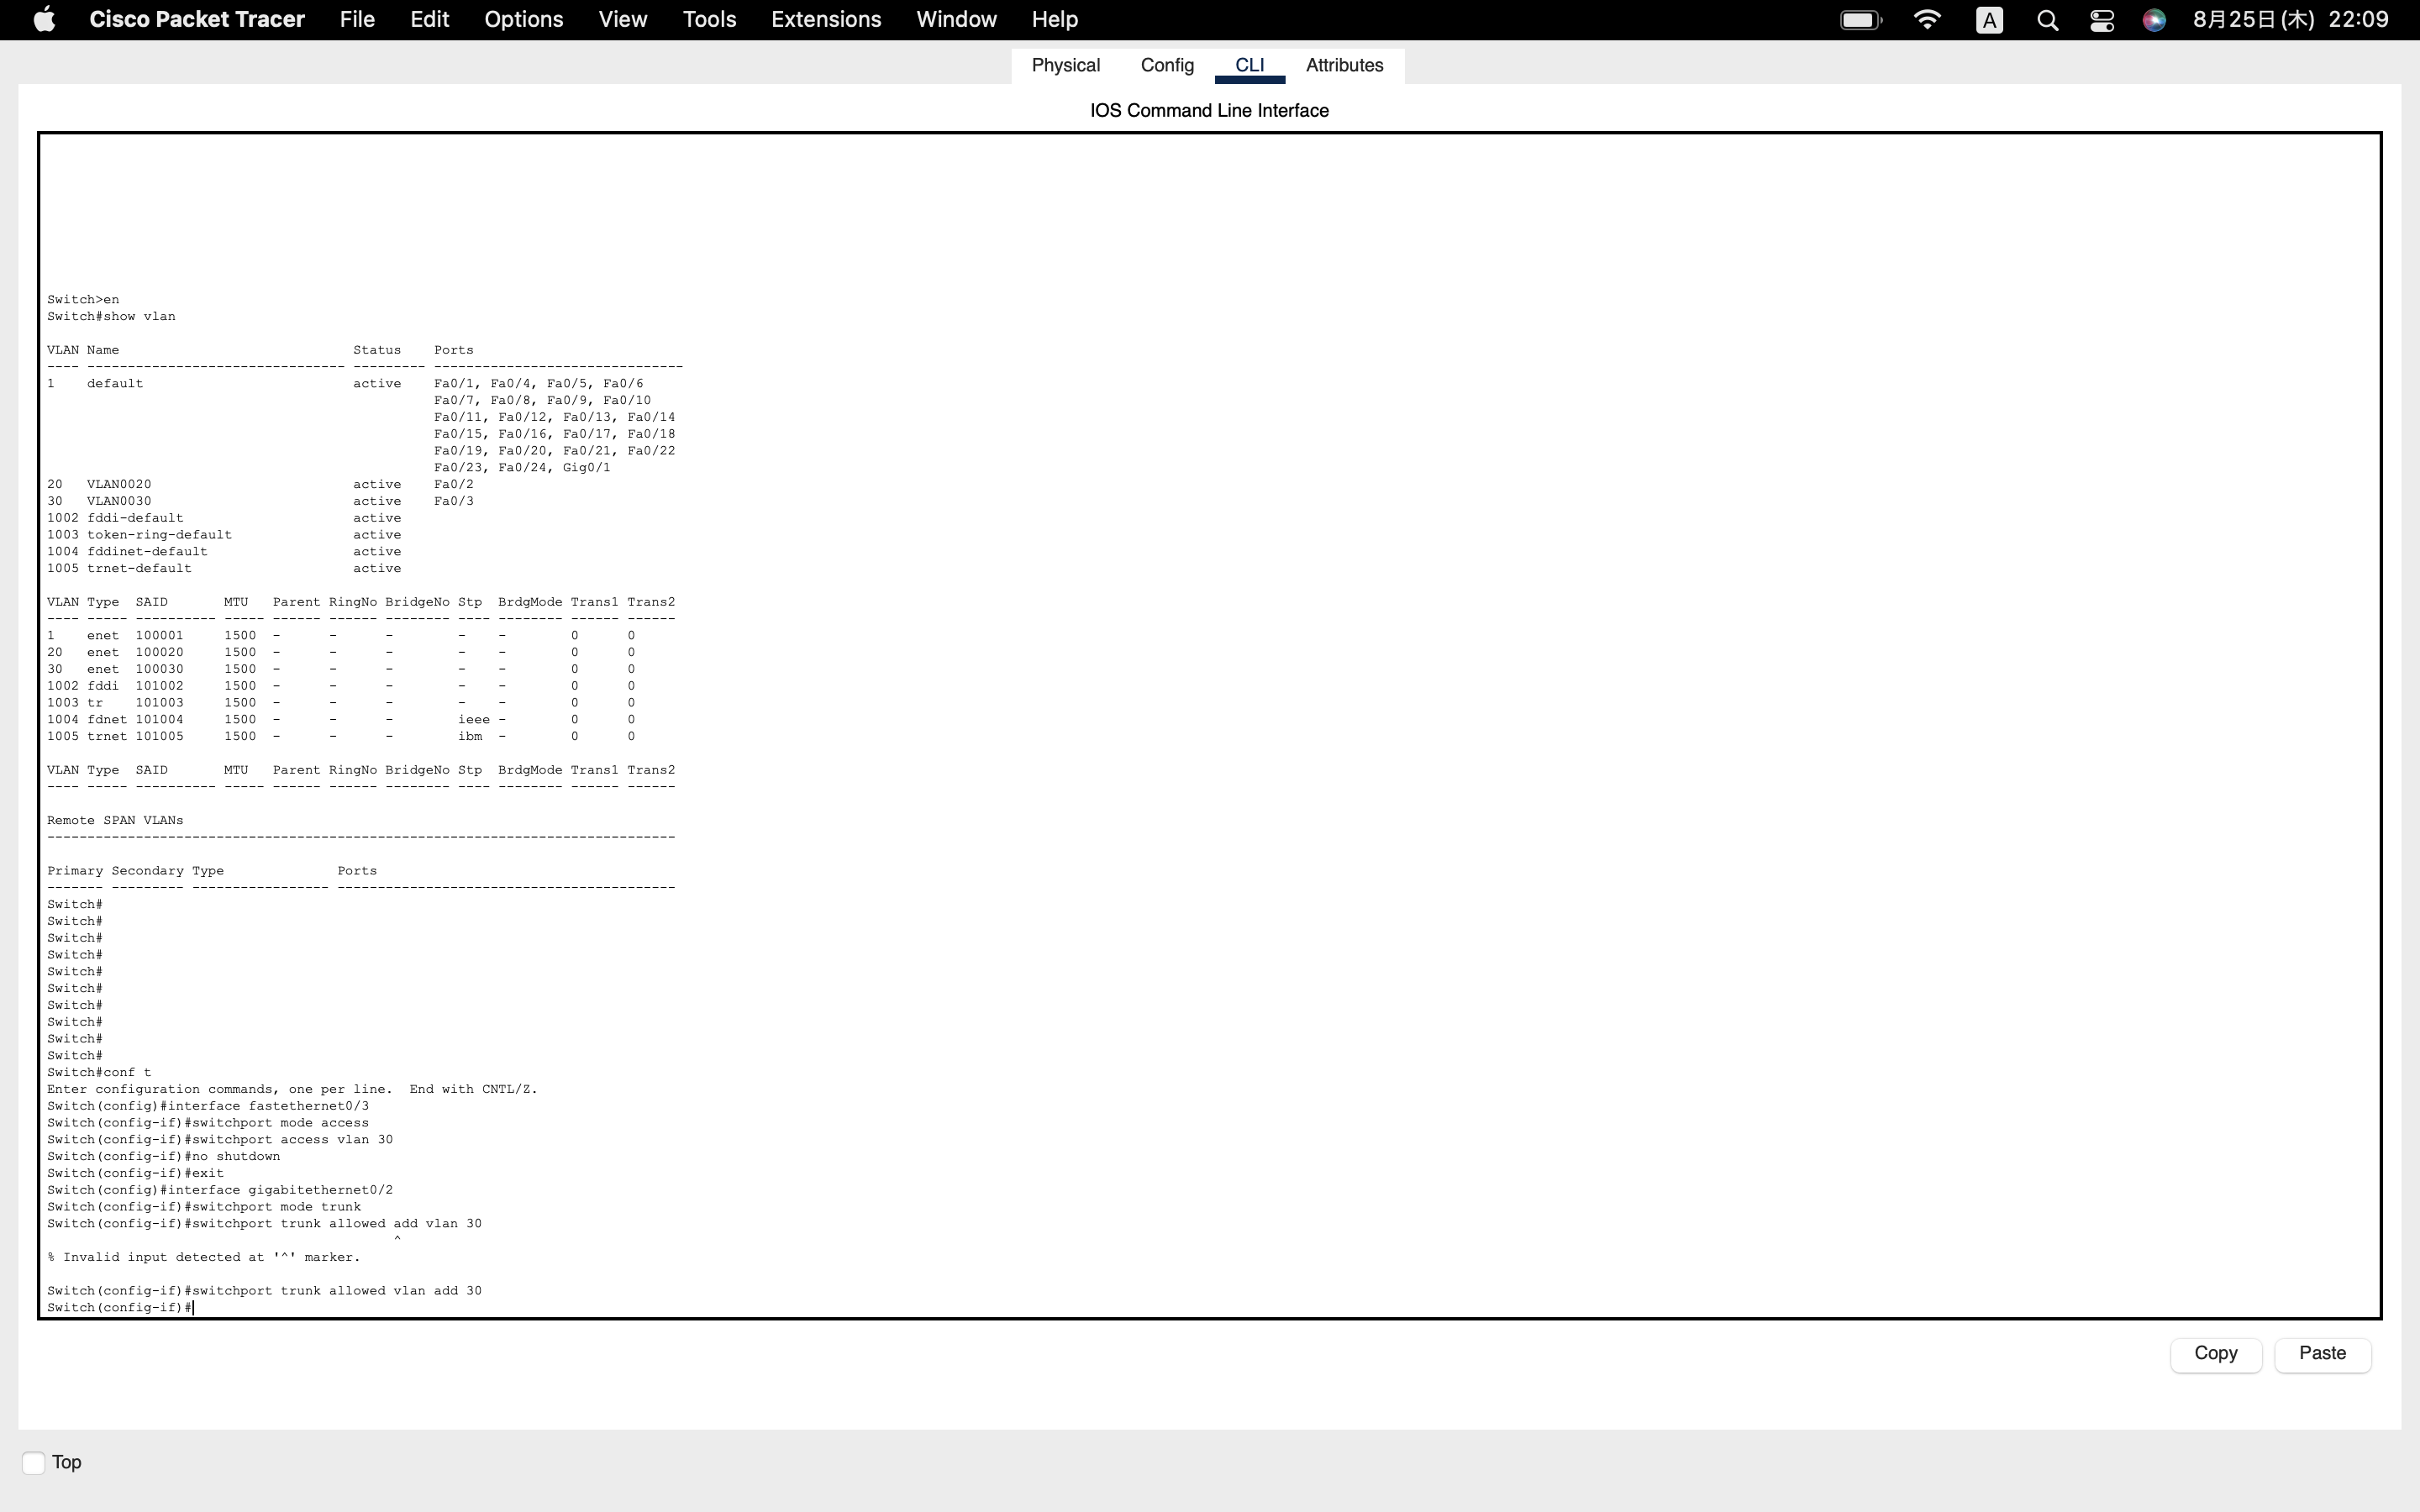 Cisco Packet Tracer File Edit Options View Tools Extensions Window Help A 8月25日(木) 22:09
Physical Config CLI Attributes
IOS Command Line Interface
Switch>en
Switch#show vlan
VLAN Name                             Status    Ports
---- -------------------------------- --------- -------------------------------
1    default                          active    Fa0/1, Fa0/4, Fa0/5, Fa0/6
                                                Fa0/7, Fa0/8, Fa0/9, Fa0/10
                                                Fa0/11, Fa0/12, Fa0/13, Fa0/14
                                                Fa0/15, Fa0/16, Fa0/17, Fa0/18
                                                Fa0/19, Fa0/20, Fa0/21, Fa0/22
                                                Fa0/23, Fa0/24, Gig0/1
20   VLAN0020                         active    Fa0/2
30   VLAN0030                         active    Fa0/3
1002 fddi-default                     active
1003 token-ring-default               active
1004 fddinet-default                  active
1005 trnet-default                    active
VLAN Type  SAID       MTU   Parent RingNo BridgeNo Stp  BrdgMode Trans1 Trans2
---- ----- ---------- ----- ------ ------ -------- ---- -------- ------ ------
1    enet  100001     1500  -      -      -        -    -        0      0
20   enet  100020     1500  -      -      -        -    -        0      0
30   enet  100030     1500  -      -      -        -    -        0      0
1002 fddi  101002     1500  -      -      -        -    -        0      0
1003 tr    101003     1500  -      -      -        -    -        0      0
1004 fdnet 101004     1500  -      -      -        ieee -        0      0
1005 trnet 101005     1500  -      -      -        ibm  -        0      0
VLAN Type  SAID       MTU   Parent RingNo BridgeNo Stp  BrdgMode Trans1 Trans2
---- ----- ---------- ----- ------ ------ -------- ---- -------- ------ ------
Remote SPAN VLANs
------------------------------------------------------------------------------
Primary Secondary Type              Ports
------- --------- ----------------- ------------------------------------------
Switch#
Switch#
Switch#
Switch#
Switch#
Switch#
Switch#
Switch#
Switch#
Switch#
Switch#conf t
Enter configuration commands, one per line.  End with CNTL/Z.
Switch(config)#interface fastethernet0/3
Switch(config-if)#switchport mode access
Switch(config-if)#switchport access vlan 30
Switch(config-if)#no shutdown
Switch(config-if)#exit
Switch(config)#interface gigabitethernet0/2
Switch(config-if)#switchport mode trunk
Switch(config-if)#switchport trunk allowed add vlan 30
                                           ^
% Invalid input detected at '^' marker.
Switch(config-if)#switchport trunk allowed vlan add 30
Switch(config-if)#
Copy Paste
Top